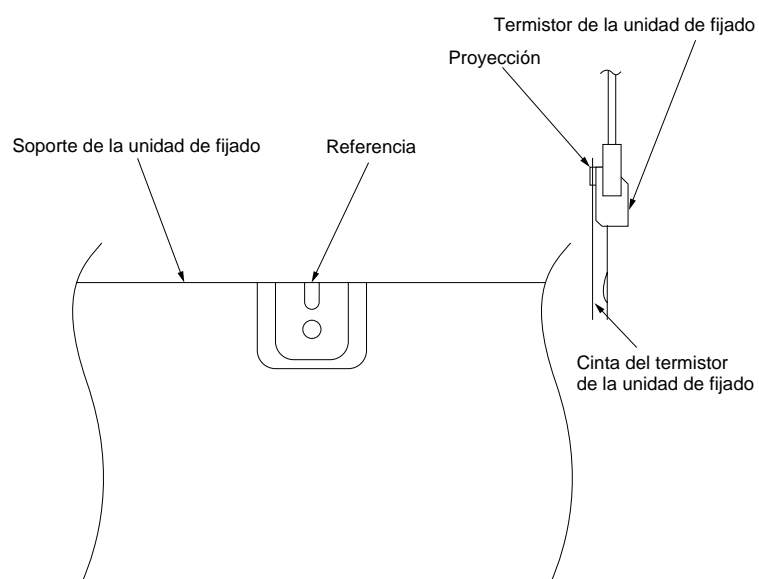 Termistor de la unidad de fijado
Proyección
Soporte de la unidad de fijado
Referencia
Cinta del termistor
de la unidad de fijado